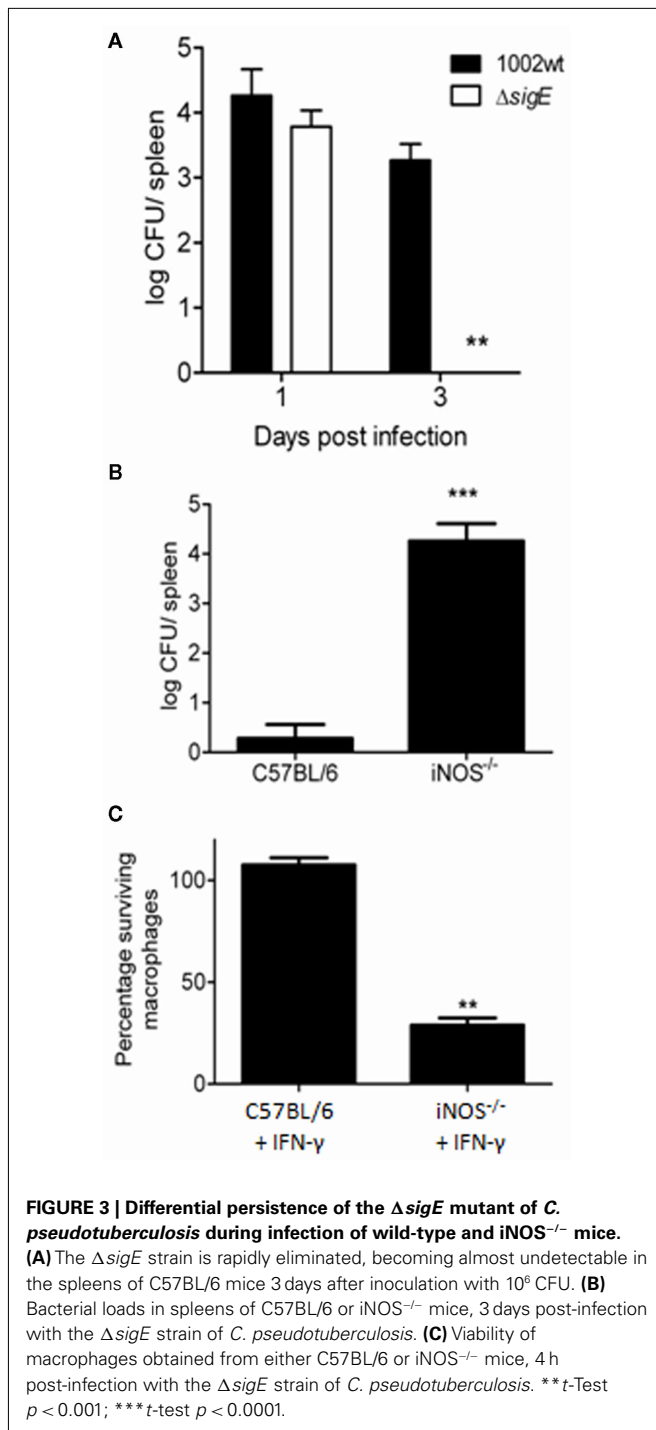 A
5
4
3
2
1
0
log CFU/ spleen
1002wt
ΔsigE
**
1
3
Days post infection
B
5
4
3
2
1
0
log CFU/ spleen
***
C57BL/6
iNOS-/-
C
100
50
0
Percentage surviving
macrophages
**
C57BL/6
+ IFN-γ
iNOS-/-
+ IFN-γ
FIGURE 3 | Differential persistence of the ΔsigE mutant of C.
pseudotuberculosis during infection of wild-type and iNOS−/− mice.
(A) The ΔsigE strain is rapidly eliminated, becoming almost undetectable in
the spleens of C57BL/6 mice 3 days after inoculation with 10⁶ CFU. (B)
Bacterial loads in spleens of C57BL/6 or iNOS−/− mice, 3 days post-infection
with the ΔsigE strain of C. pseudotuberculosis. (C) Viability of
macrophages obtained from either C57BL/6 or iNOS−/− mice, 4 h
post-infection with the ΔsigE strain of C. pseudotuberculosis. **t-Test
p < 0.001; ***t-test p < 0.0001.